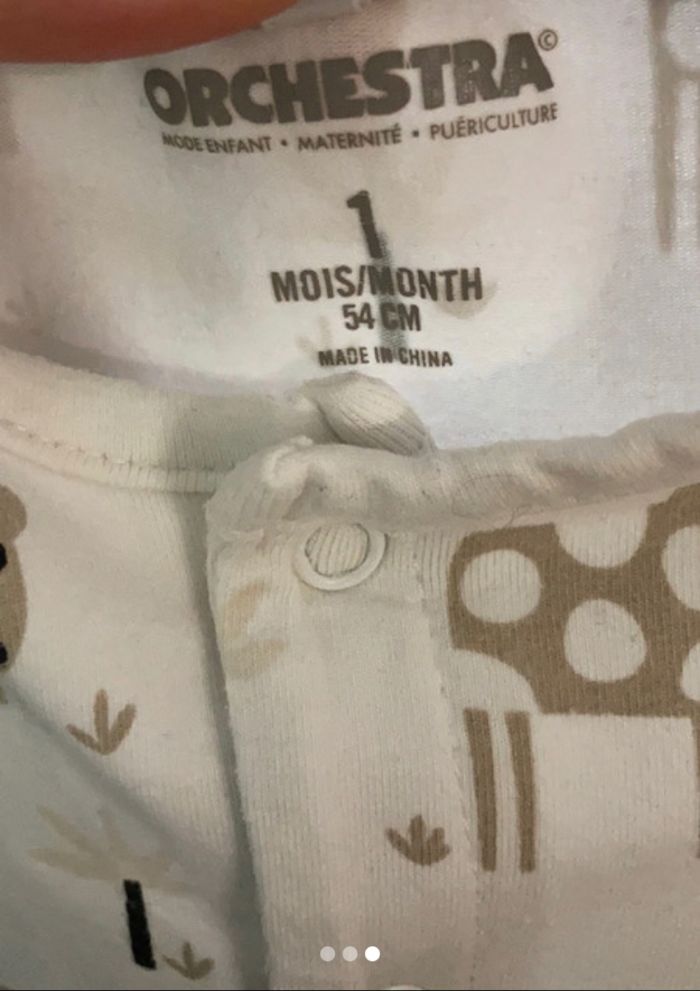 ORCHESTRA©
MODE ENFANT • MATERNITÉ • PUÉRICULTURE
1
MOIS/MONTH
54 CM
MADE IN CHINA